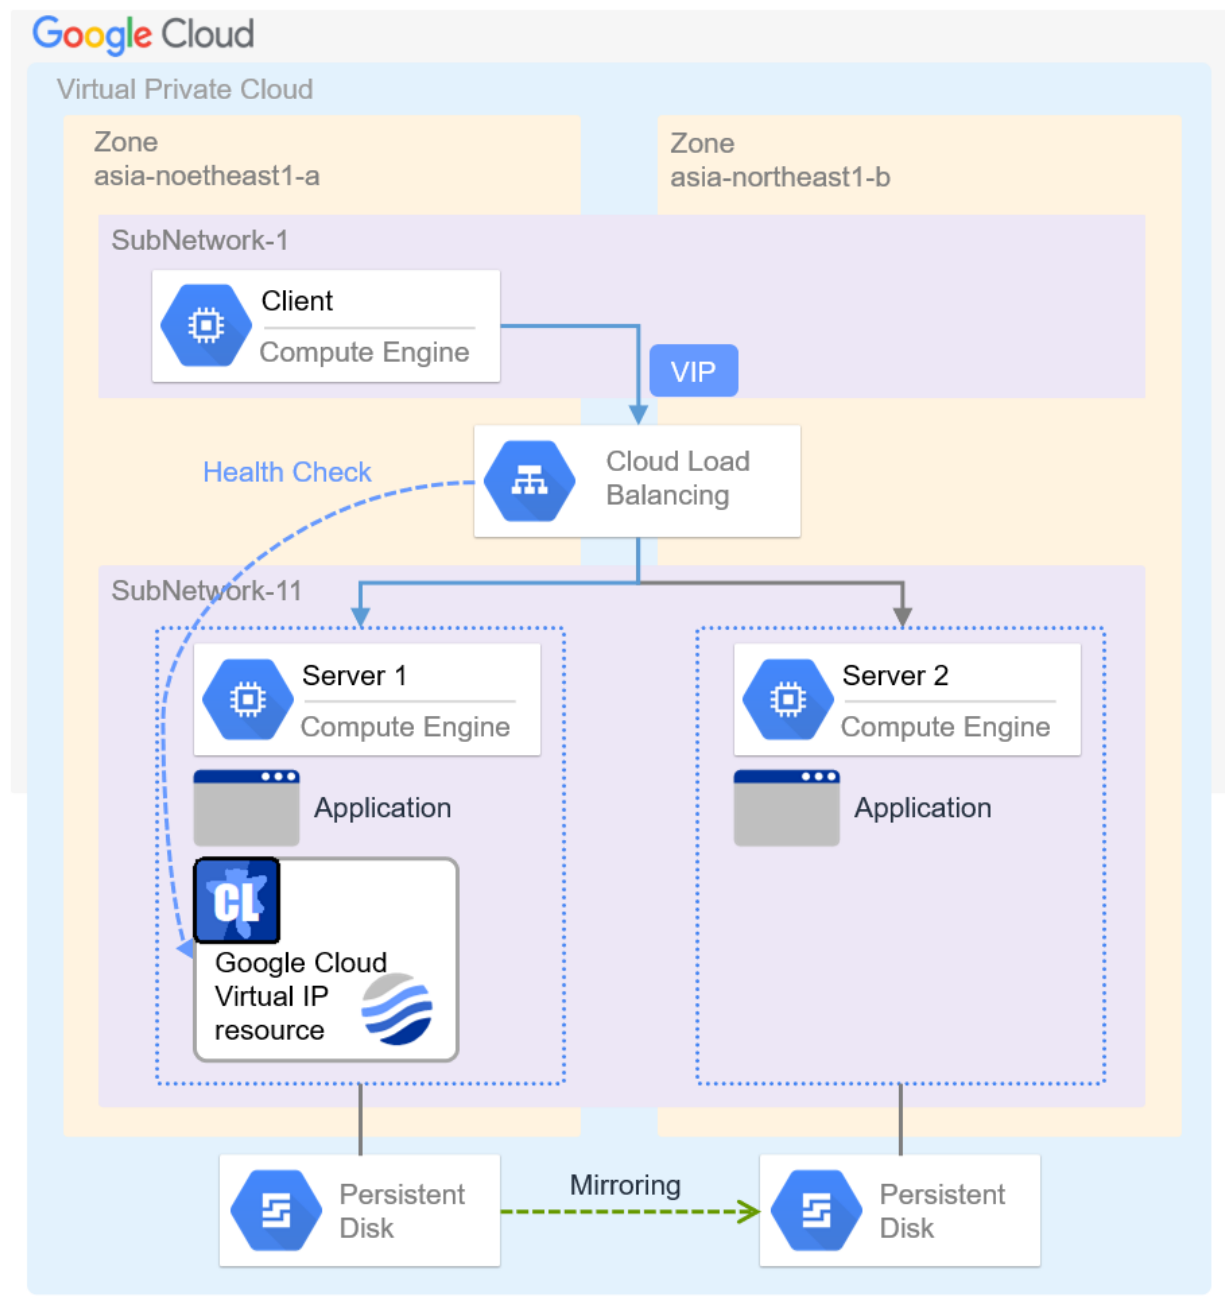 Google Cloud
Virtual Private Cloud
Zone
asia-noetheast1-a
Zone
asia-northeast1-b
SubNetwork-1
Client
Compute Engine
VIP
Cloud Load
Balancing
Health Check
SubNetwork-11
Server 1
Compute Engine
Server 2
Compute Engine
Application
Application
CL
Google Cloud
Virtual IP
resource
Persistent
Disk
Mirroring
Persistent
Disk